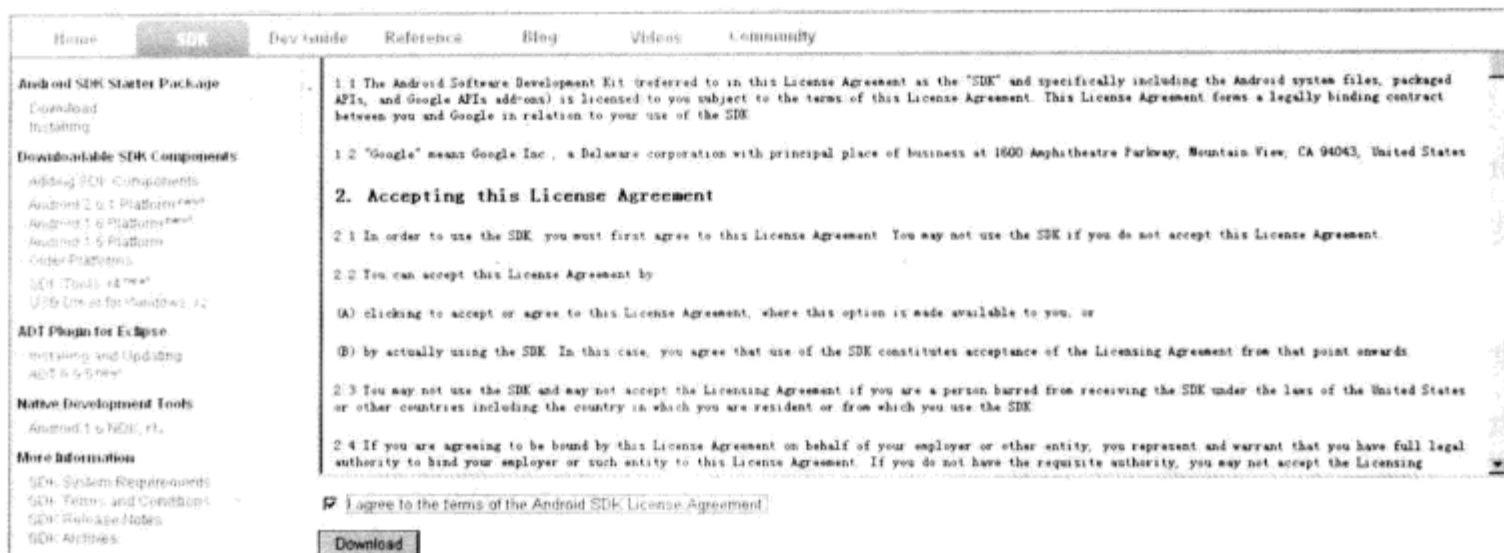 Home SDK Dev Guide Reference Blog Videos Community
Android SDK Starter Package
Download
Installing
Downloadable SDK Components
Adding SDK Components
Android 2.0.1 Platform new!
Android 1.6 Platform new!
Android 1.5 Platform
Older Platforms
SDK Tools, r4 new!
USB Driver for Windows, r2
ADT Plugin for Eclipse
Installing and Updating
ADT 0.9.5 new!
Native Development Tools
Android 1.6 NDK, r1
More Information
SDK System Requirements
SDK Terms and Conditions
SDK Release Notes
SDK Archives
1 1 The Android Software Development Kit (referred to in this License Agreement as the "SDK" and specifically including the Android system files, packaged
APIs, and Google APIs add-ons) is licensed to you subject to the terms of this License Agreement. This License Agreement forms a legally binding contract
between you and Google in relation to your use of the SDK
1 2 "Google" means Google Inc., a Delaware corporation with principal place of business at 1600 Amphitheatre Parkway, Mountain View, CA 94043, United States
2. Accepting this License Agreement
2 1 In order to use the SDK, you must first agree to this License Agreement. You may not use the SDK if you do not accept this License Agreement.
2 2 You can accept this License Agreement by
(A) clicking to accept or agree to this License Agreement, where this option is made available to you, or
(B) by actually using the SDK. In this case, you agree that use of the SDK constitutes acceptance of the Licensing Agreement from that point onwards
2 3 You may not use the SDK and may not accept the Licensing Agreement if you are a person barred from receiving the SDK under the laws of the United States
or other countries including the country in which you are resident or from which you use the SDK
2 4 If you are agreeing to be bound by this License Agreement on behalf of your employer or other entity, you represent and warrant that you have full legal
authority to bind your employer or such entity to this License Agreement. If you do not have the requisite authority, you may not accept the Licensing
I agree to the terms of the Android SDK License Agreement
Download